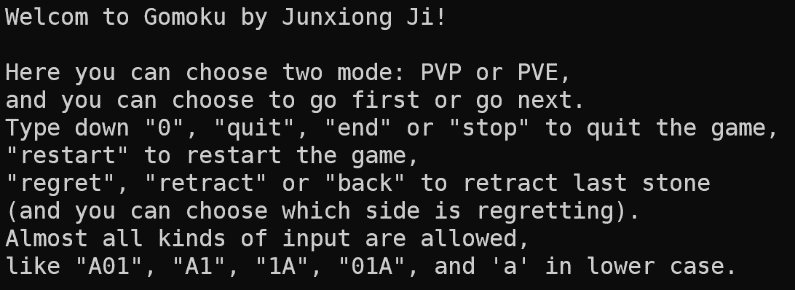 Welcom to Gomoku by Junxiong Ji!
Here you can choose two mode: PVP or PVE,
and you can choose to go first or go next.
Type down "0", "quit", "end" or "stop" to quit the game,
"restart" to restart the game,
"regret", "retract" or "back" to retract last stone
(and you can choose which side is regretting).
Almost all kinds of input are allowed,
like "A01", "A1", "1A", "01A", and 'a' in lower case.